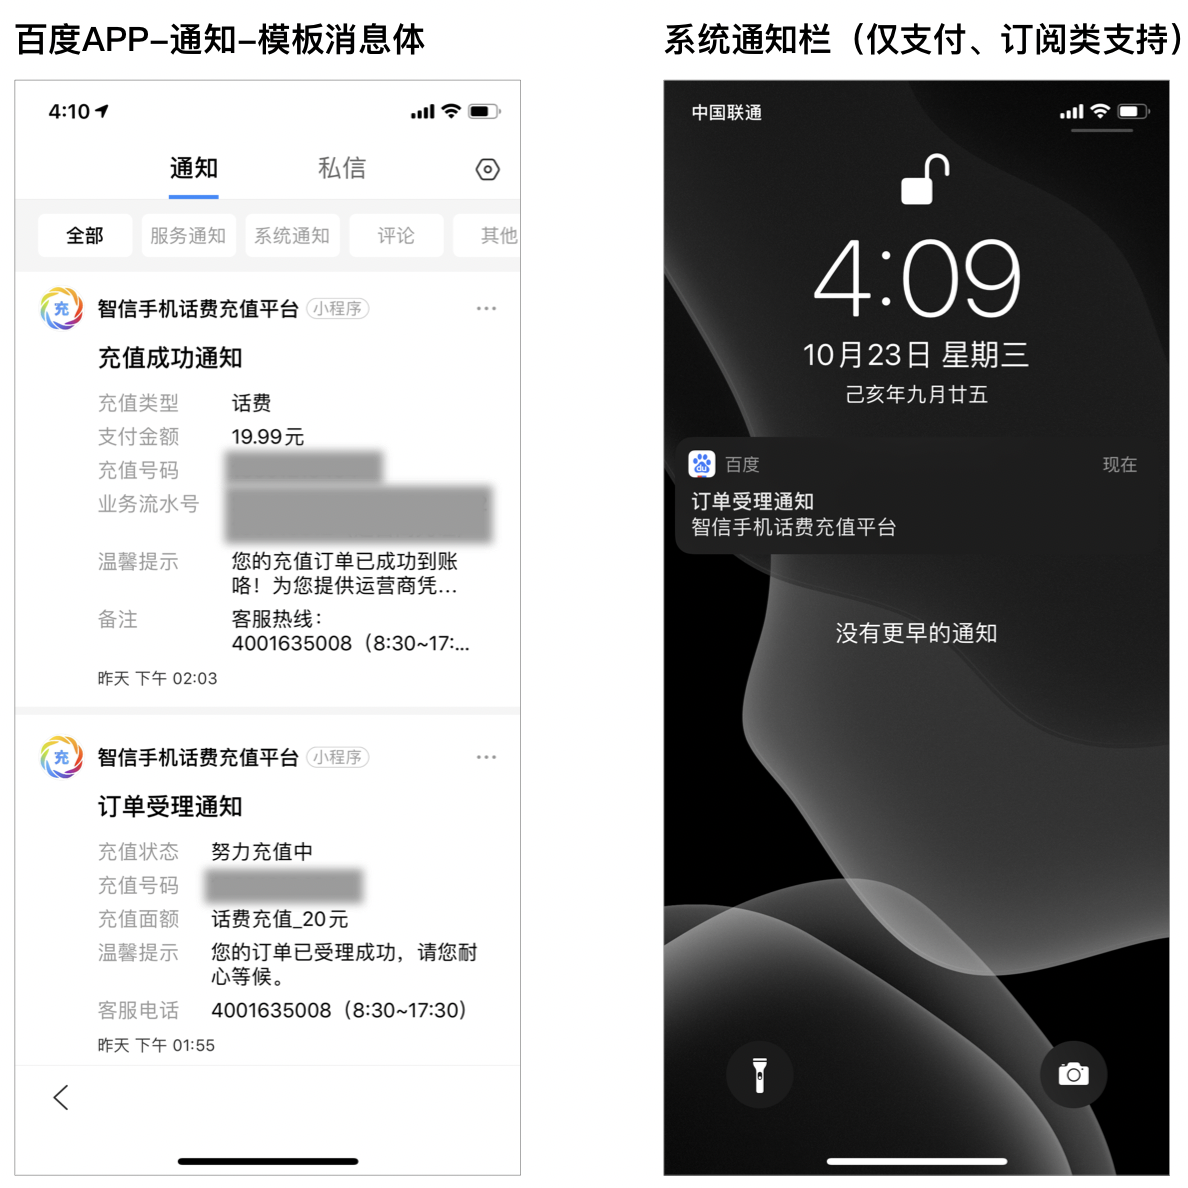 百度APP-通知-模板消息体
4:10
通知
私信
全部
服务通知
系统通知
评论
其他
充
智信手机话费充值平台
小程序
充值成功通知
充值类型 话费
支付金额 19.99元
充值号码
业务流水号
温馨提示 您的充值订单已成功到账
咯！为您提供运营商凭...
备注 客服热线：
4001635008（8:30~17:...
昨天 下午 02:03
充
智信手机话费充值平台
小程序
订单受理通知
充值状态 努力充值中
充值号码
充值面额 话费充值_20元
温馨提示 您的订单已受理成功，请您耐
心等候。
客服电话 4001635008（8:30~17:30）
昨天 下午 01:55
系统通知栏（仅支付、订阅类支持）
中国联通
4:09
10月23日 星期三
己亥年九月廿五
du
百度
现在
订单受理通知
智信手机话费充值平台
没有更早的通知